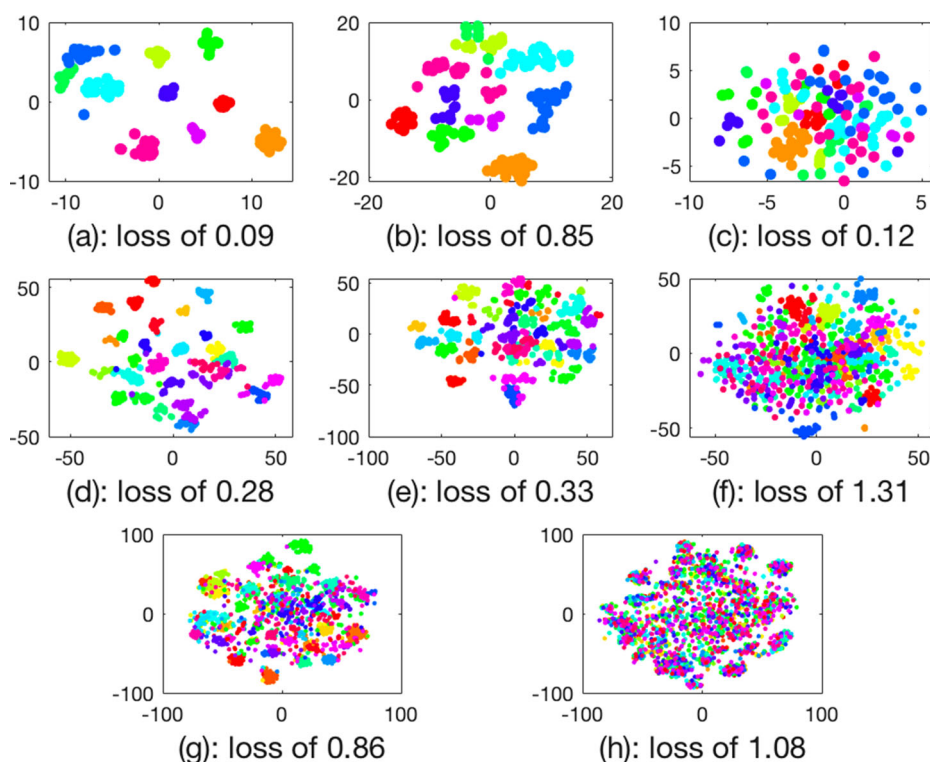 10
0
-10
-10 0 10
(a): loss of 0.09
20
0
-20
-20 0 20
(b): loss of 0.85
10
5
0
-5
-10 -5 0 5
(c): loss of 0.12
50
0
-50
-50 0 50
(d): loss of 0.28
50
0
-50
-100
-100 -50 0 50
(e): loss of 0.33
50
0
-50
-50 0 50
(f): loss of 1.31
100
0
-100
-100 0 100
(g): loss of 0.86
100
0
-100
-100 0 100
(h): loss of 1.08